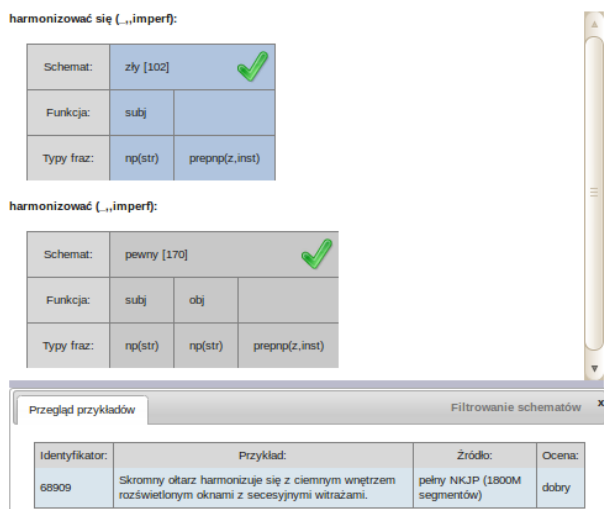 harmonizować się (_,,imperf):
Schemat: zły [102]
Funkcja: subj
Typy fraz: np(str) prepnp(z,inst)
harmonizować (_,,imperf):
Schemat: pewny [170]
Funkcja: subj obj
Typy fraz: np(str) np(str) prepnp(z,inst)
Przegląd przykładów Filtrowanie schematów x
Identyfikator: Przykład: Źródło: Ocena:
68909 Skromny ołtarz harmonizuje się z ciemnym wnętrzem rozświetlonym oknami z secesyjnymi witrażami. pełny NKJP (1800M segmentów) dobry